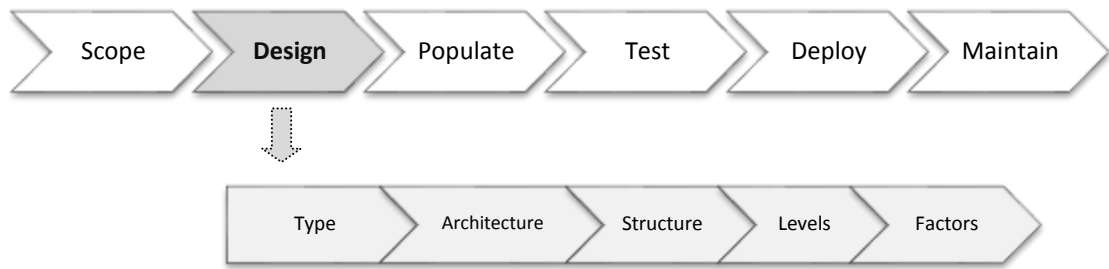 Scope Design Populate Test Deploy Maintain
Type Architecture Structure Levels Factors